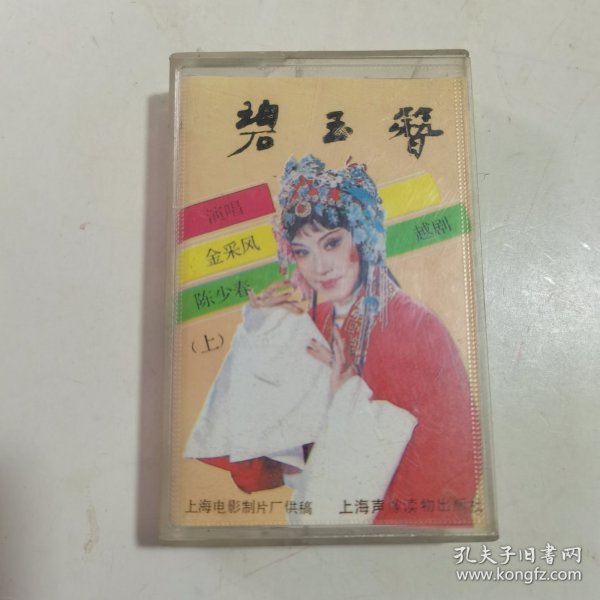 碧玉簪
演唱
金采风
陈少春
越剧
(上)
上海电影制片厂供稿 上海声像读物出版社
孔夫子旧书网
www.kongfz.com